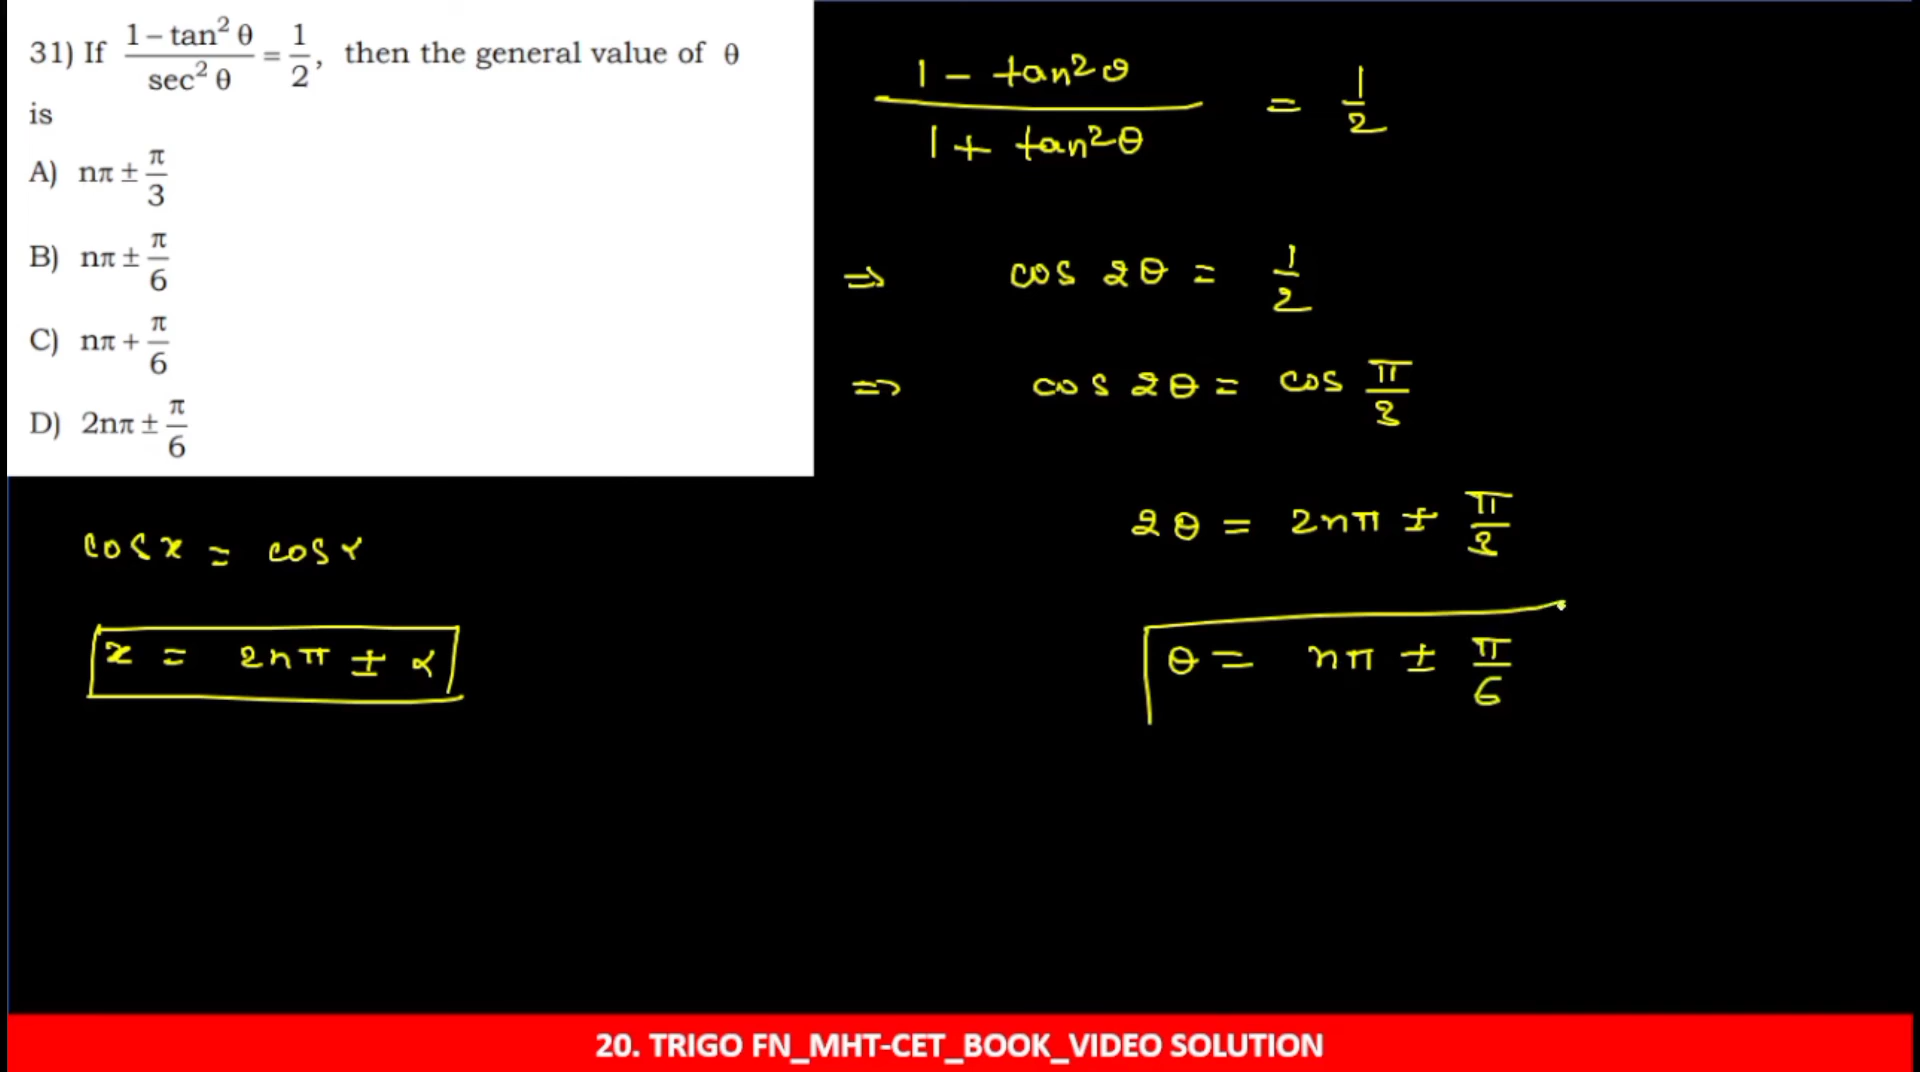 31) If (1 − tan² θ)/(sec² θ) = 1/2, then the general value of θ
is
A) nπ ± π/3
B) nπ ± π/6
C) nπ + π/6
D) 2nπ ± π/6
(1 − tan²θ)/(1 + tan²θ) = 1/2
⇒ cos 2θ = 1/2
⇒ cos 2θ = cos π/3
2θ = 2nπ ± π/3
θ = nπ ± π/6
cos x = cos α
x = 2nπ ± α
20. TRIGO FN_MHT-CET_BOOK_VIDEO SOLUTION